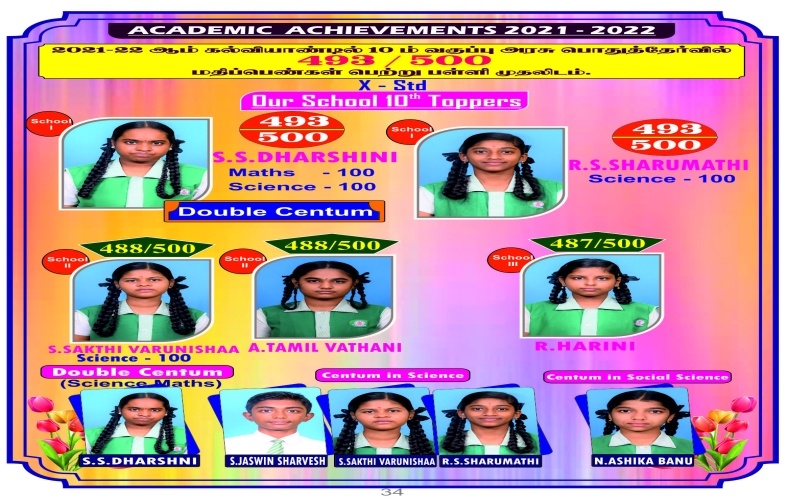 ACADEMIC ACHIEVEMENTS 2021 - 2022
2021-22 ஆம் கல்வியாண்டில் 10 ம் வகுப்பு அரசு பொதுத்தேர்வில்
493 / 500
மதிப்பெண்கள் பெற்று பள்ளி முதலிடம்.
X - Std
Our School 10th Toppers
School I
493
500
S.S.DHARSHINI
Maths - 100
Science - 100
Double Centum
School I
493
500
R.S.SHARUMATHI
Science - 100
School II
488/500
S.SAKTHI VARUNISHAA
Science - 100
School II
488/500
A.TAMIL VATHANI
School III
487/500
R.HARINI
Double Centum
(Science,Maths)
S.S.DHARSHNI
Centum in Science
S.JASWIN SHARVESH
S.SAKTHI VARUNISHAA
R.S.SHARUMATHI
Centum in Social Science
N.ASHIKA BANU
34